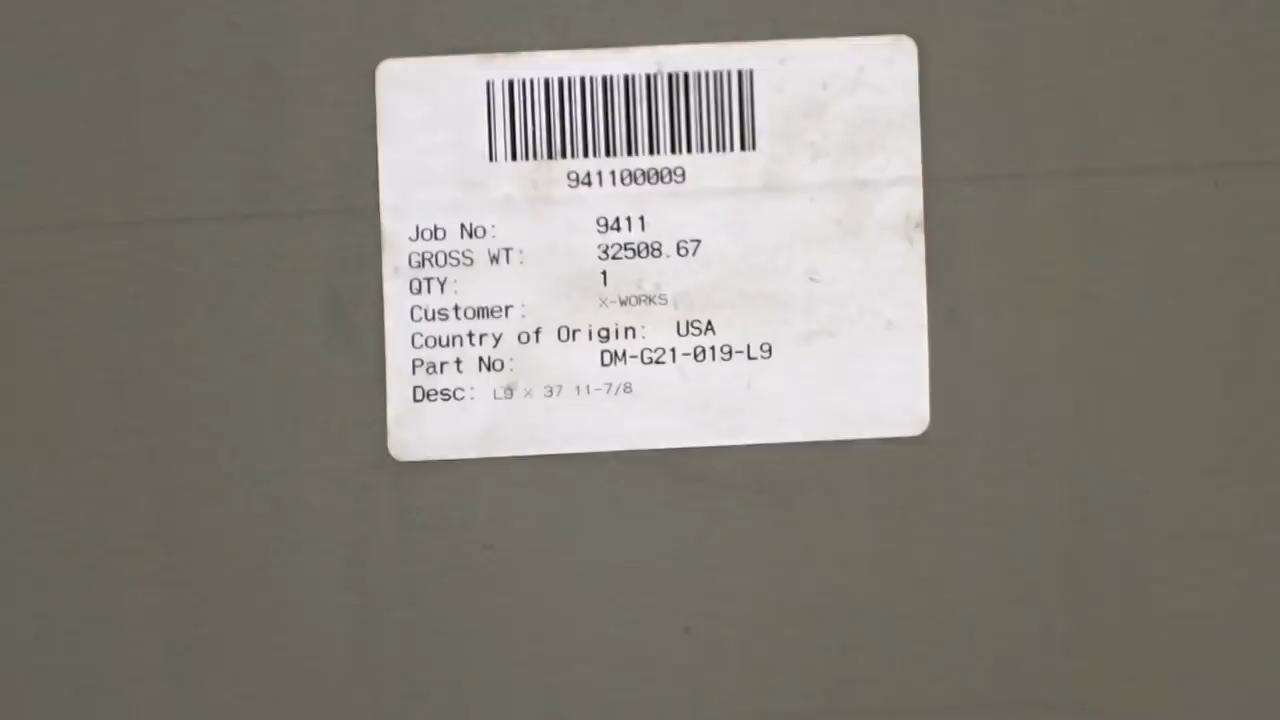 941100009
Job No: 9411
GROSS WT: 32508.67
QTY: 1
Customer: X-WORKS
Country of Origin: USA
Part No: DM-G21-019-L9
Desc: L9 x 37 11-7/8